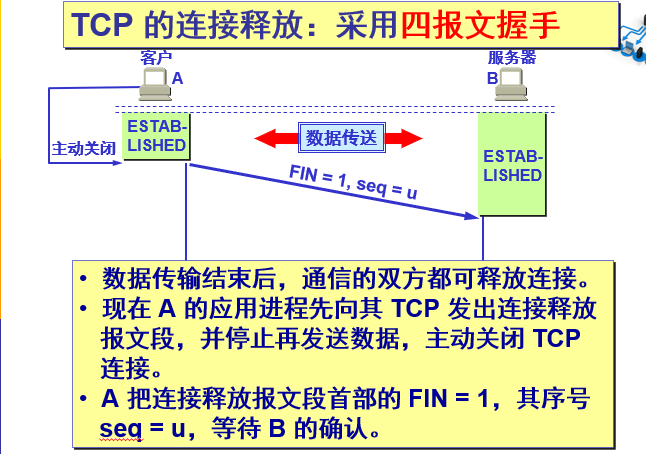 TCP 的连接释放：采用四报文握手
客户
服务器
A
B
ESTAB-
LISHED
主动关闭
数据传送
ESTAB-
LISHED
FIN = 1, seq = u
• 数据传输结束后，通信的双方都可释放连接。
• 现在 A 的应用进程先向其 TCP 发出连接释放
报文段，并停止再发送数据，主动关闭 TCP
连接。
• A 把连接释放报文段首部的 FIN = 1，其序号
seq = u，等待 B 的确认。